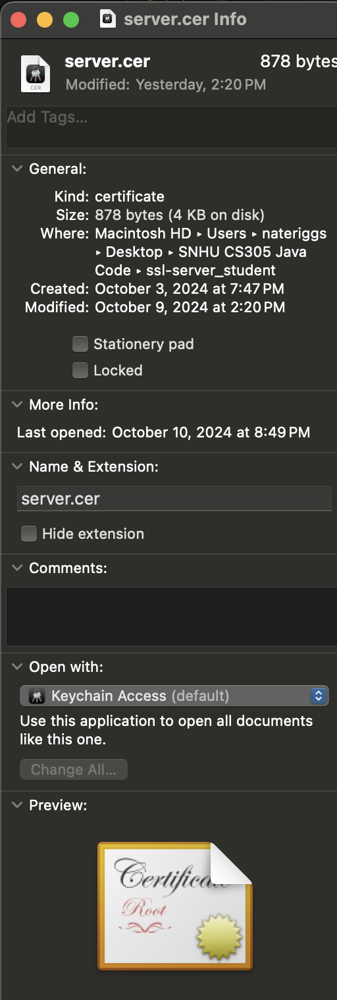 server.cer Info
server.cer 878 bytes
Modified: Yesterday, 2:20 PM
CER
Add Tags...
General:
Kind: certificate
Size: 878 bytes (4 KB on disk)
Where: Macintosh HD ▸ Users ▸ nateriggs
▸ Desktop ▸ SNHU CS305 Java
Code ▸ ssl-server_student
Created: October 3, 2024 at 7:47 PM
Modified: October 9, 2024 at 2:20 PM
Stationery pad
Locked
More Info:
Last opened: October 10, 2024 at 8:49 PM
Name & Extension:
server.cer
Hide extension
Comments:
Open with:
Keychain Access (default)
Use this application to open all documents
like this one.
Change All...
Preview:
Certificate
Root